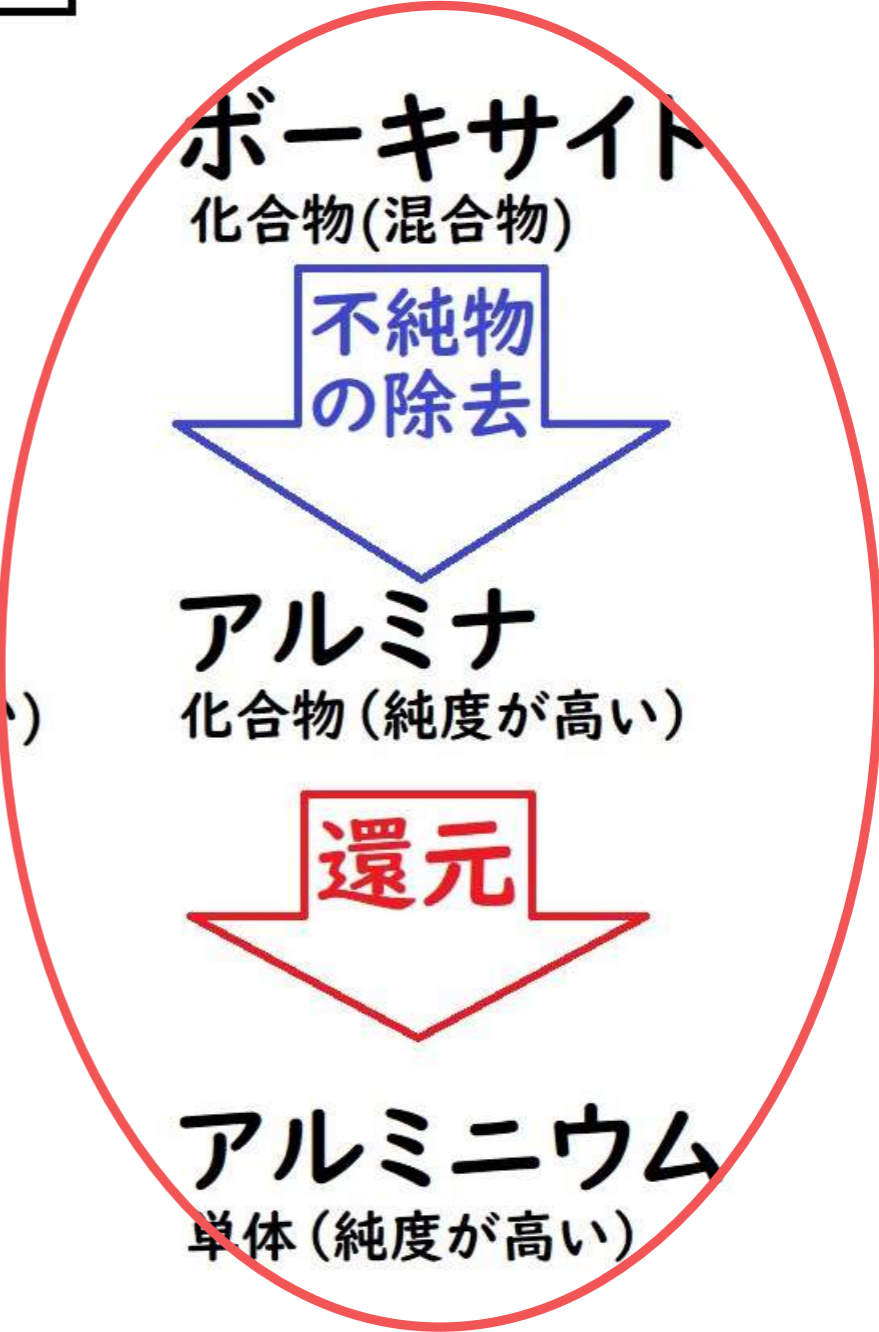 ボーキサイト
化合物(混合物)
不純物
の除去
アルミナ
)
化合物(純度が高い)
還元
アルミニウム
単体(純度が高い)